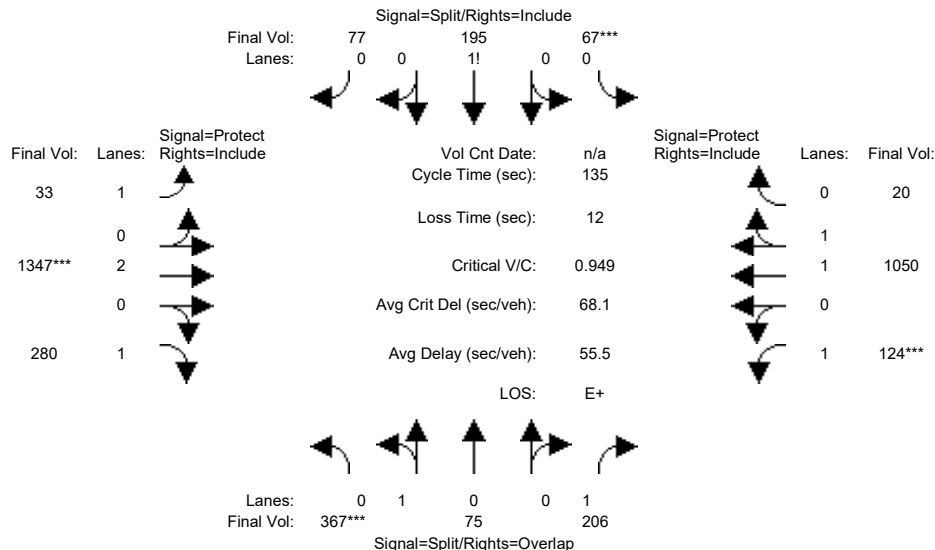 Signal=Split/Rights=Include
Final Vol: 77 195 67***
Lanes: 0 0 1! 0 0
Signal=Protect Signal=Protect
Final Vol: Lanes: Rights=Include Vol Cnt Date: n/a Rights=Include Lanes: Final Vol:
Cycle Time (sec): 135
33 1 0 20
Loss Time (sec): 12
0 1
1347*** 2 Critical V/C: 0.949 1 1050
0 Avg Crit Del (sec/veh): 68.1 0
280 1 Avg Delay (sec/veh): 55.5 1 124***
LOS: E+
Lanes: 0 1 0 0 1
Final Vol: 367*** 75 206
Signal=Split/Rights=Overlap